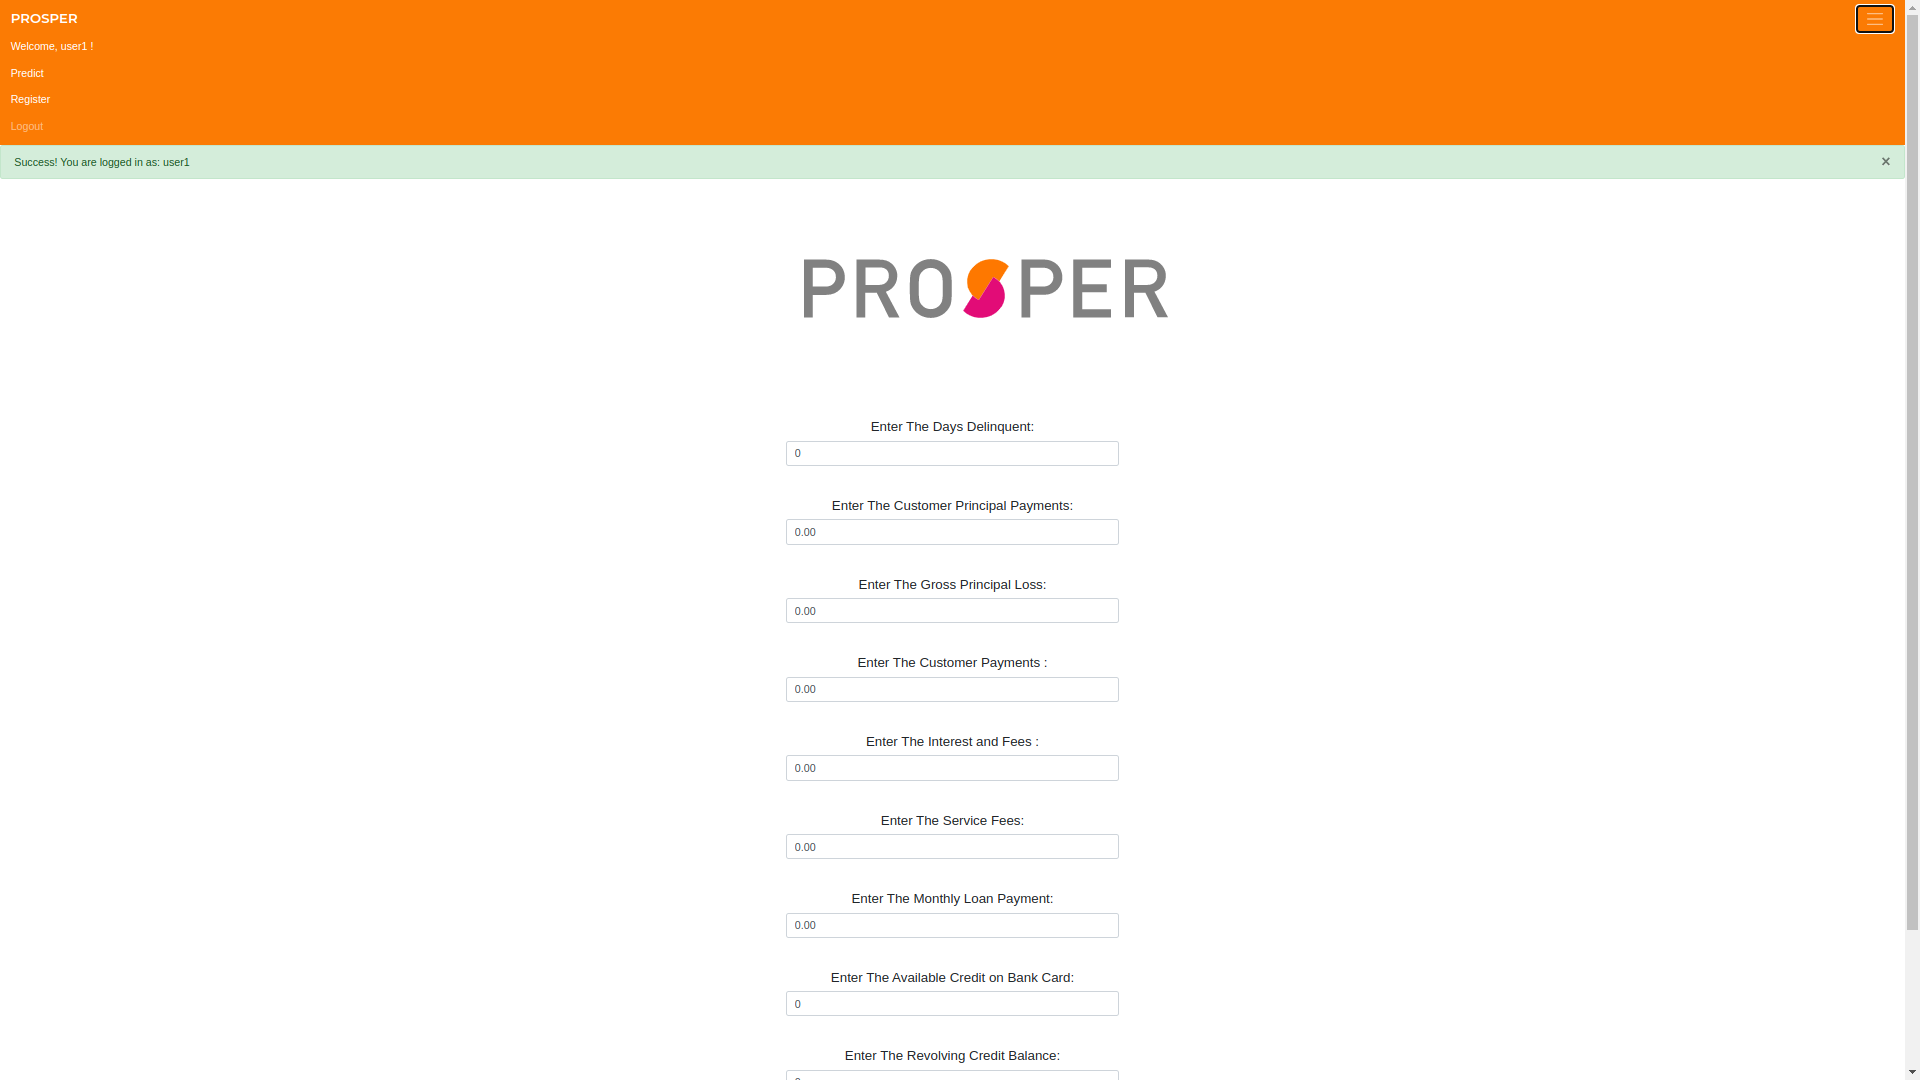 PROSPER
Welcome, user1 !
Predict
Register
Logout
Success! You are logged in as: user1
×
PROSPER
Enter The Days Delinquent:
0
Enter The Customer Principal Payments:
0.00
Enter The Gross Principal Loss:
0.00
Enter The Customer Payments :
0.00
Enter The Interest and Fees :
0.00
Enter The Service Fees:
0.00
Enter The Monthly Loan Payment:
0.00
Enter The Available Credit on Bank Card:
0
Enter The Revolving Credit Balance: